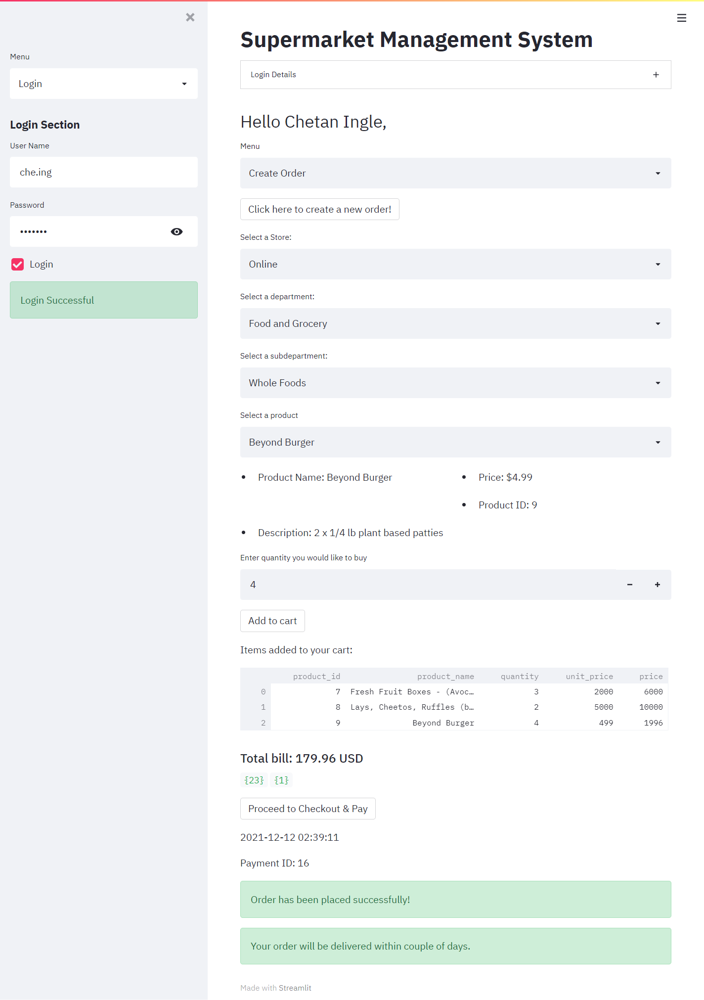 Menu
Login
Login Section
User Name
che.ing
Password
•••••••
Login
Login Successful
Supermarket Management System
Login Details
Hello Chetan Ingle,
Menu
Create Order
Click here to create a new order!
Select a Store:
Online
Select a department:
Food and Grocery
Select a subdepartment:
Whole Foods
Select a product
Beyond Burger
• Product Name: Beyond Burger
• Price: $4.99
• Product ID: 9
• Description: 2 x 1/4 lb plant based patties
Enter quantity you would like to buy
4
Add to cart
Items added to your cart:
product_id product_name quantity unit_price price
0 7 Fresh Fruit Boxes - (Avoc… 3 2000 6000
1 8 Lays, Cheetos, Ruffles (b… 2 5000 10000
2 9 Beyond Burger 4 499 1996
Total bill: 179.96 USD
{23} {1}
Proceed to Checkout & Pay
2021-12-12 02:39:11
Payment ID: 16
Order has been placed successfully!
Your order will be delivered within couple of days.
Made with Streamlit